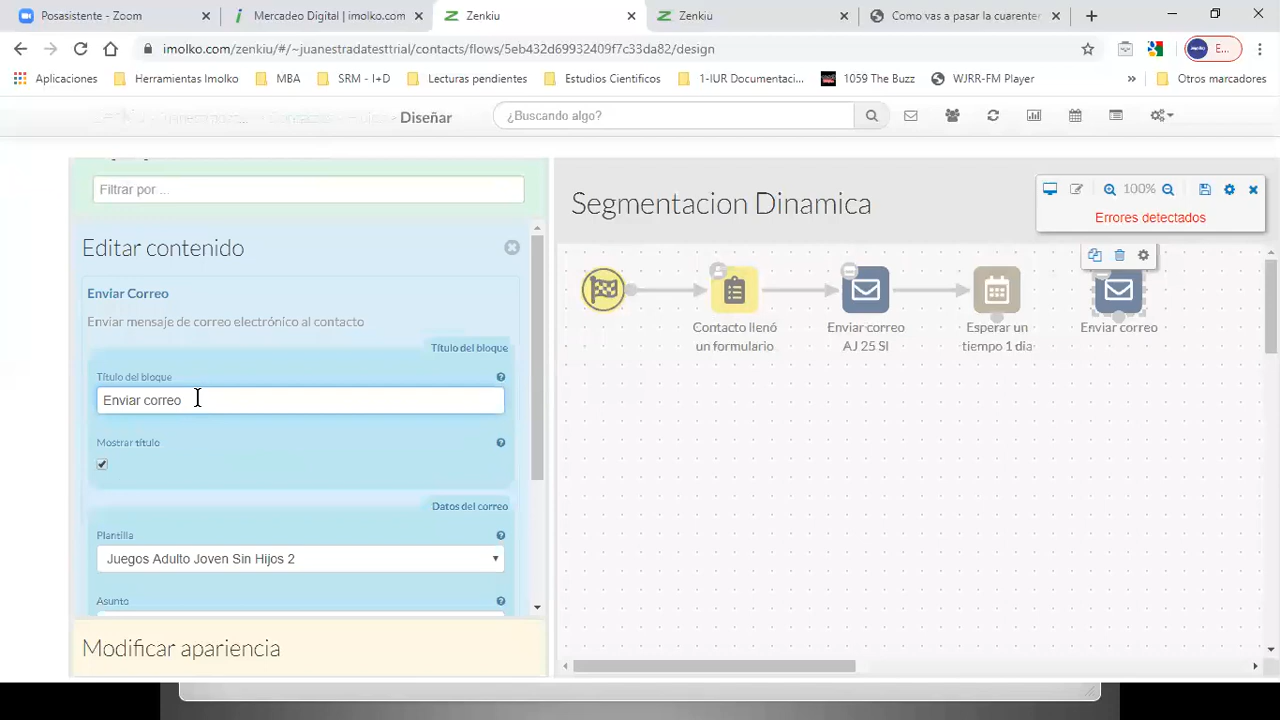 Posasistente - Zoom
Mercadeo Digital | imolko.com
Zenkiu
Zenkiu
Como vas a pasar la cuarenter
imolko.com/zenkiu/#/~juanestradatesttrial/contacts/flows/5eb432d69932409f7c33da82/design
E...
Aplicaciones
Herramientas Imolko
MBA
SRM - I+D
Lecturas pendientes
Estudios Cientificos
1-IUR Documentaci...
1059 The Buzz
WJRR-FM Player
»
Otros marcadores
Diseñar
¿Buscando algo?
Filtrar por ...
Editar contenido
Enviar Correo
Enviar mensaje de correo electrónico al contacto
Título del bloque
Título del bloque
Enviar correo
Mostrar título
Datos del correo
Plantilla
Juegos Adulto Joven Sin Hijos 2
Asunto
Modificar apariencia
Segmentacion Dinamica
100%
Errores detectados
Contacto llenó
un formulario
Enviar correo
AJ 25 SI
Esperar un
tiempo 1 dia
Enviar correo